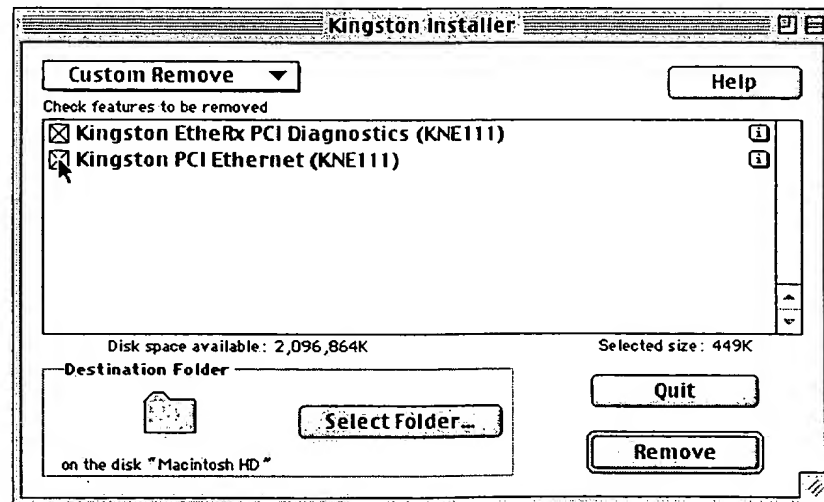 Kingston Installer
Custom Remove
Help
Check features to be removed
Kingston EtheRx PCI Diagnostics (KNE111)
Kingston PCI Ethernet (KNE111)
Disk space available: 2,096,864K
Selected size: 449K
Destination Folder
Select Folder...
on the disk "Macintosh HD"
Quit
Remove